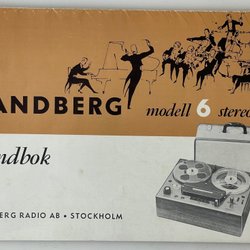 ANDBERG modell 6 stereo
ndbok
ERG RADIO AB • STOCKHOLM